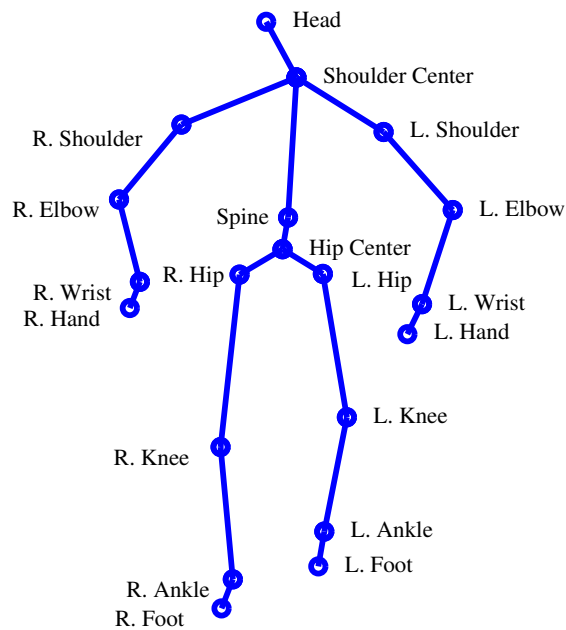 Head
Shoulder Center
R. Shoulder
L. Shoulder
R. Elbow
L. Elbow
Spine
Hip Center
R. Hip
L. Hip
R. Wrist
L. Wrist
R. Hand
L. Hand
L. Knee
R. Knee
L. Ankle
L. Foot
R. Ankle
R. Foot